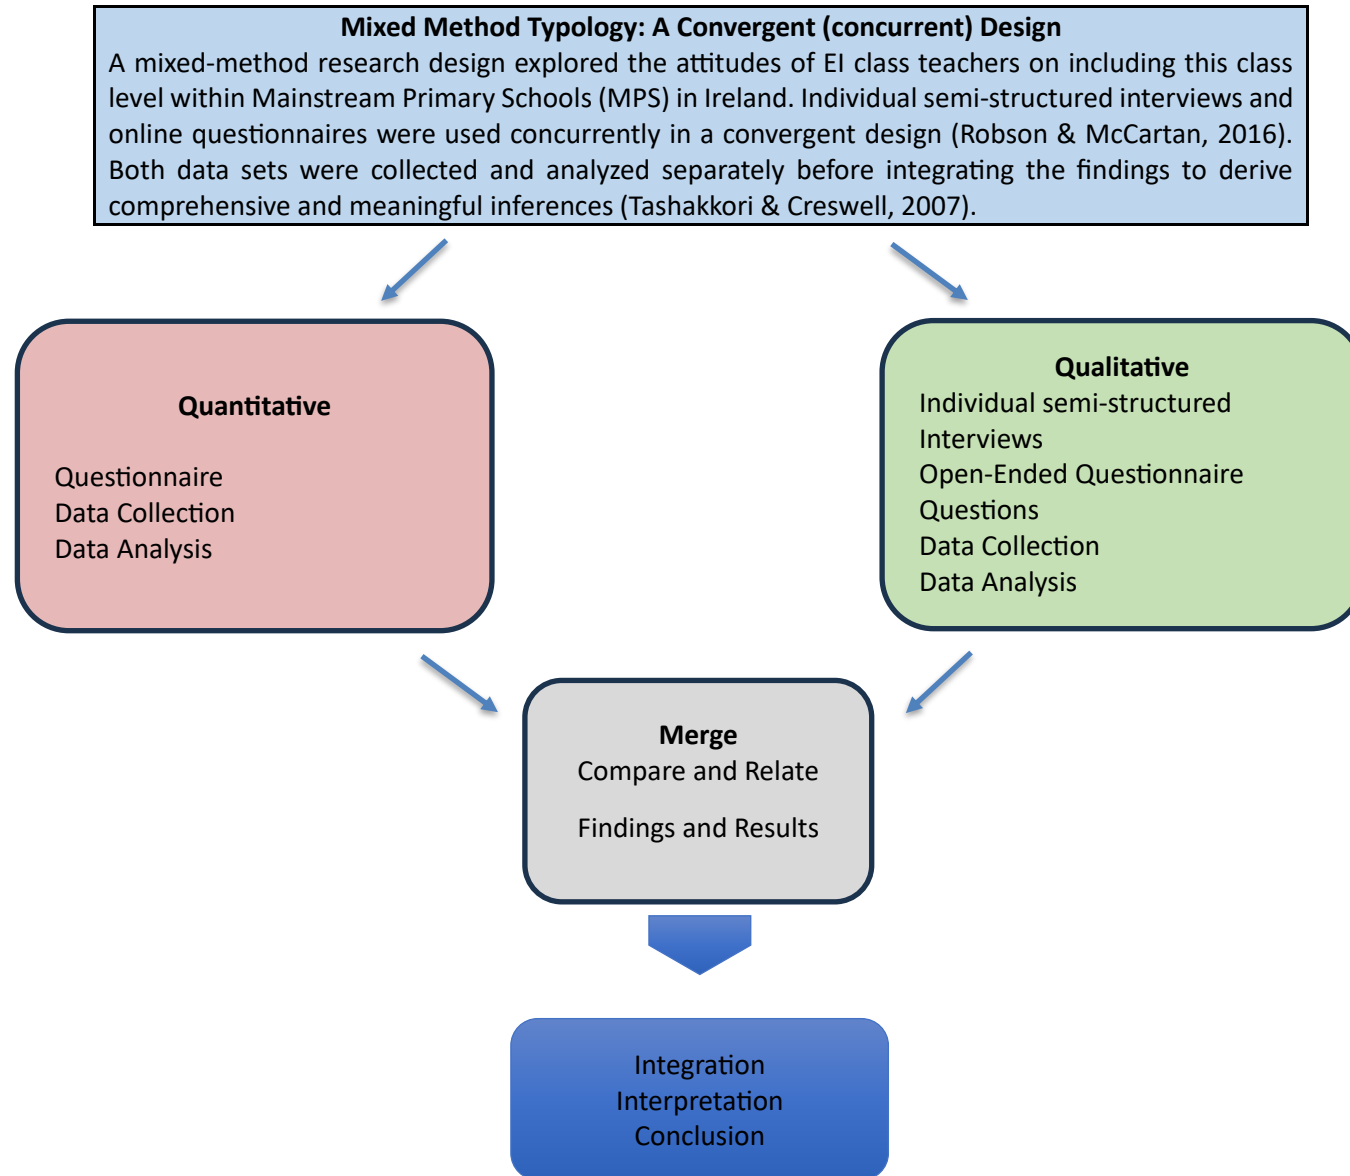 Mixed Method Typology: A Convergent (concurrent) Design
A mixed-method research design explored the attitudes of EI class teachers on including this class
level within Mainstream Primary Schools (MPS) in Ireland. Individual semi-structured interviews and
online questionnaires were used concurrently in a convergent design (Robson & McCartan, 2016).
Both data sets were collected and analyzed separately before integrating the findings to derive
comprehensive and meaningful inferences (Tashakkori & Creswell, 2007).
Quantitative
Questionnaire
Data Collection
Data Analysis
Qualitative
Individual semi-structured
Interviews
Open-Ended Questionnaire
Questions
Data Collection
Data Analysis
Merge
Compare and Relate
Findings and Results
Integration
Interpretation
Conclusion